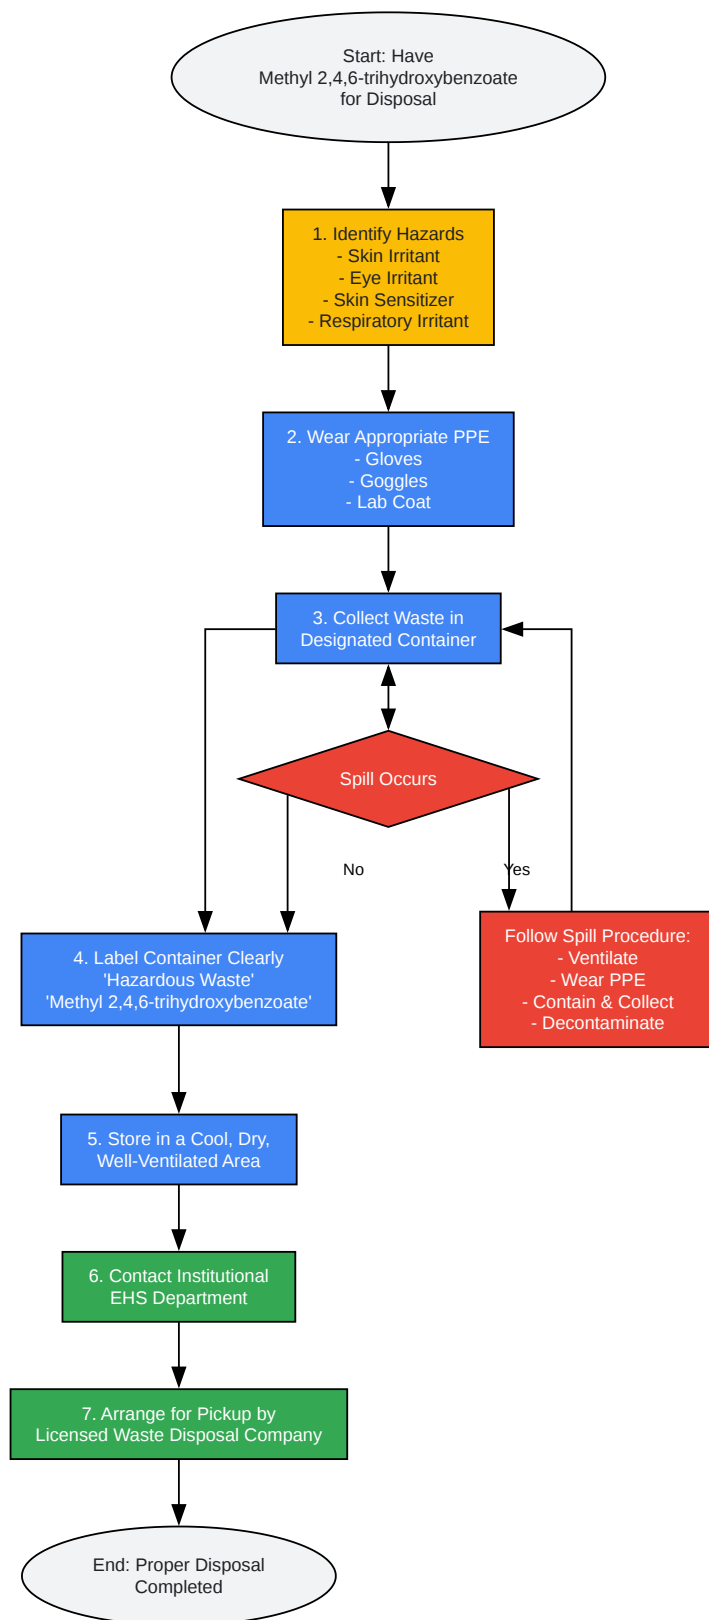 Start: Have
Methyl 2,4,6-trihydroxybenzoate
for Disposal
1. Identify Hazards
- Skin Irritant
- Eye Irritant
- Skin Sensitizer
- Respiratory Irritant
2. Wear Appropriate PPE
- Gloves
- Goggles
- Lab Coat
3. Collect Waste in
Designated Container
Spill Occurs
No
Yes
Follow Spill Procedure:
- Ventilate
- Wear PPE
- Contain & Collect
- Decontaminate
4. Label Container Clearly
'Hazardous Waste'
'Methyl 2,4,6-trihydroxybenzoate'
5. Store in a Cool, Dry,
Well-Ventilated Area
6. Contact Institutional
EHS Department
7. Arrange for Pickup by
Licensed Waste Disposal Company
End: Proper Disposal
Completed